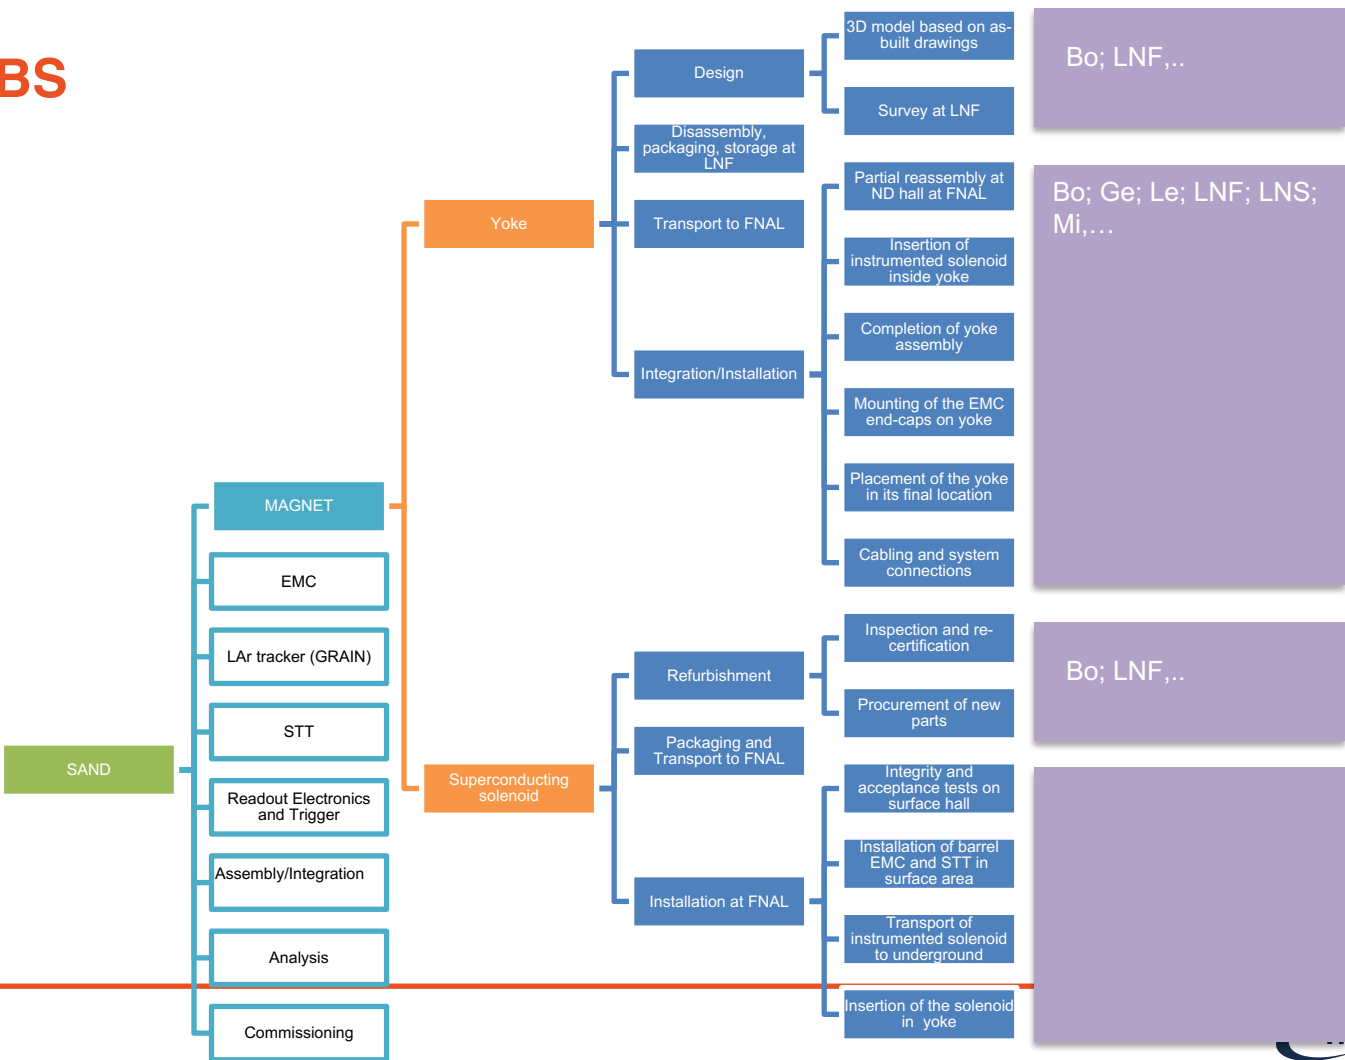 BS
3D model based on as-
built drawings
Bo; LNF,..
Design
Survey at LNF
Disassembly,
packaging, storage at
LNF
Partial reassembly at
ND hall at FNAL
Bo; Ge; Le; LNF; LNS;
Mi,…
Yoke
Transport to FNAL
Insertion of
instrumented solenoid
inside yoke
Completion of yoke
assembly
Integration/Installation
Mounting of the EMC
end-caps on yoke
Placement of the yoke
in its final location
MAGNET
Cabling and system
connections
EMC
Inspection and re-
certification
LAr tracker (GRAIN)
Refurbishment
Bo; LNF,..
Procurement of new
parts
STT
Packaging and
Transport to FNAL
SAND
Superconducting
solenoid
Integrity and
acceptance tests on
surface hall
Readout Electronics
and Trigger
Installation of barrel
EMC and STT in
surface area
Assembly/Integration
Installation at FNAL
Transport of
instrumented solenoid
to underground
Analysis
Insertion of the solenoid
in yoke
Commissioning